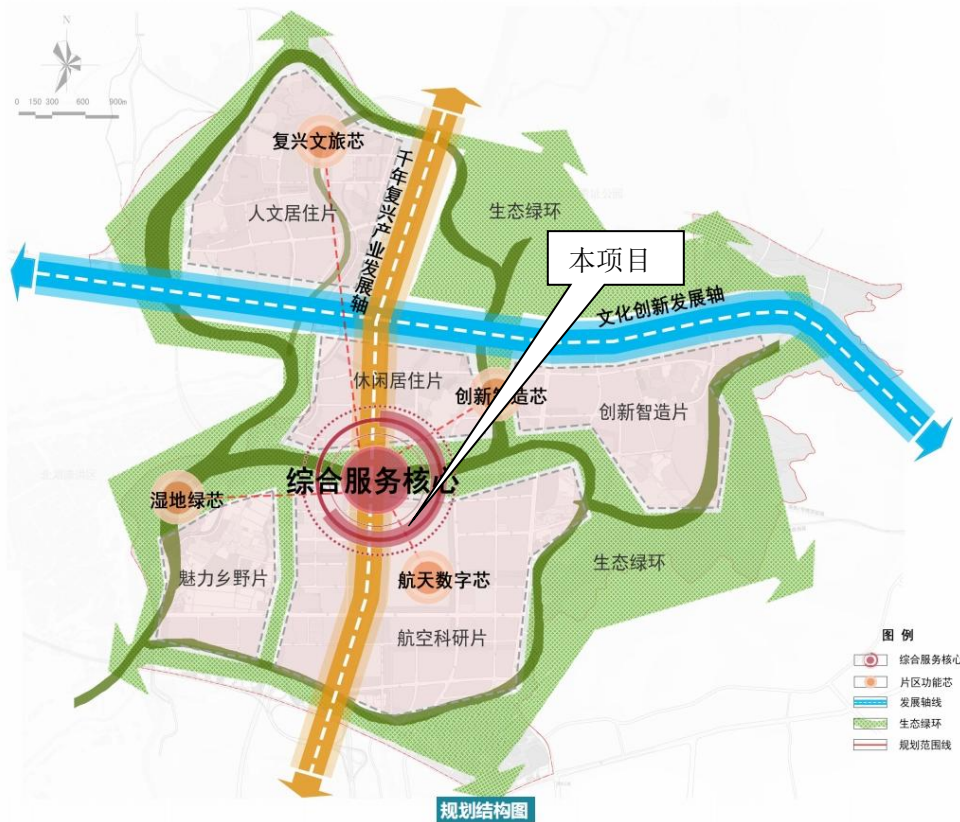 N
0 150 300 600 900m
复兴文旅芯
千年复兴产业发展轴
人文居住片
生态绿环
本项目
文化创新发展轴
休闲居住片
创新智造芯
创新智造片
综合服务核心
湿地绿芯
魅力乡野片
航天数字芯
生态绿环
航空科研片
图 例
综合服务核心
片区功能芯
发展轴线
生态绿环
规划范围线
规划结构图